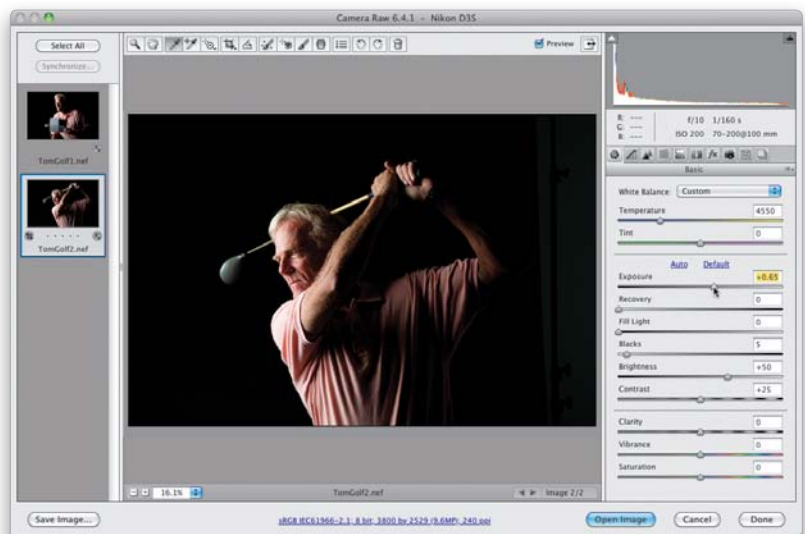 Camera Raw 6.4.1 - Nikon D3S
Select All
Synchronize...
TomGolf1.nef
TomGolf2.nef
Preview
R: ---
G: ---
B: ---
f/10 1/160 s
ISO 200 70-200@100 mm
Basic
White Balance: Custom
Temperature 4550
Tint 0
Auto Default
Exposure +0.65
Recovery 0
Fill Light 0
Blacks 5
Brightness +50
Contrast +25
Clarity 0
Vibrance 0
Saturation 0
16.1% TomGolf2.nef Image 2/2
Save Image... sRGB IEC61966-2.1; 8 bit; 3800 by 2529 (9.6MP); 240 ppi Open Image Cancel Done